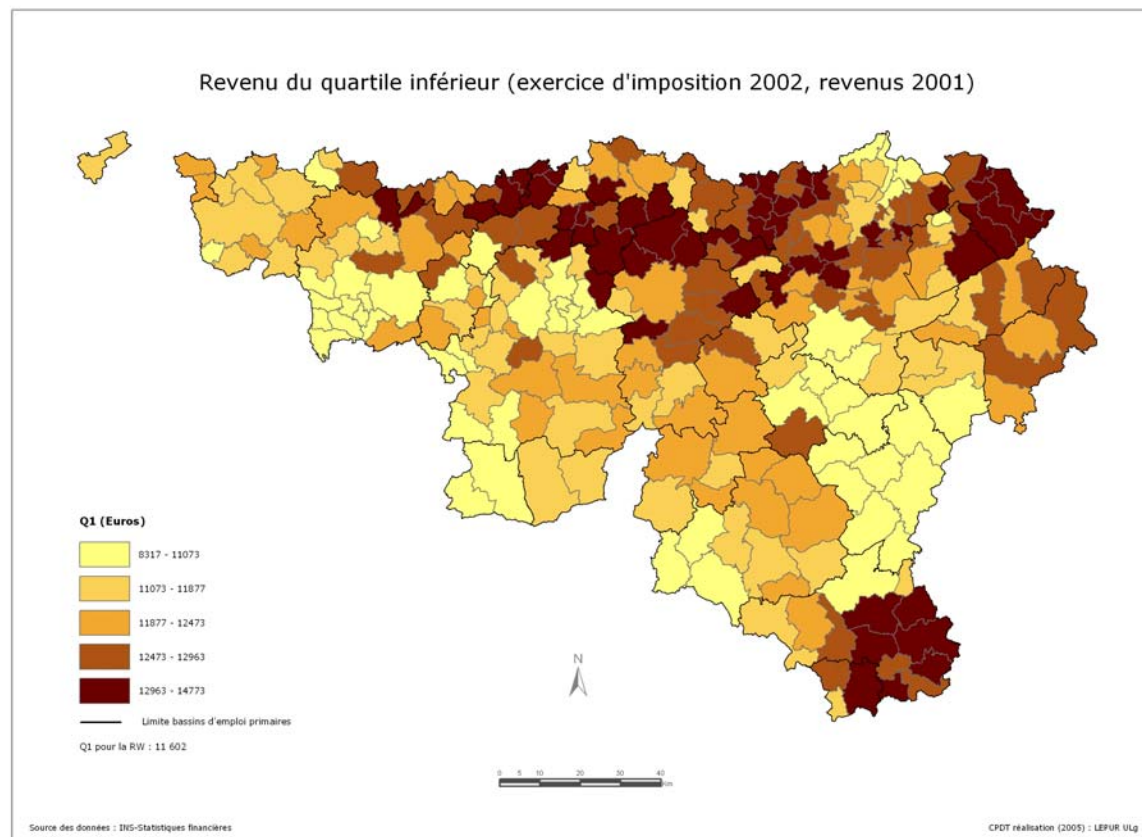 Revenu du quartile inférieur (exercice d'imposition 2002, revenus 2001)
Q1 (Euros)
8317 - 11073
11073 - 11877
11877 - 12473
12473 - 12963
12963 - 14773
Limite bassins d'emploi primaires
Q1 pour la RW : 11 602
N
0 5 10 20 30 40
Km
Source des données : INS-Statistiques financières
CPDT réalisation (2005) : LEPUR ULg